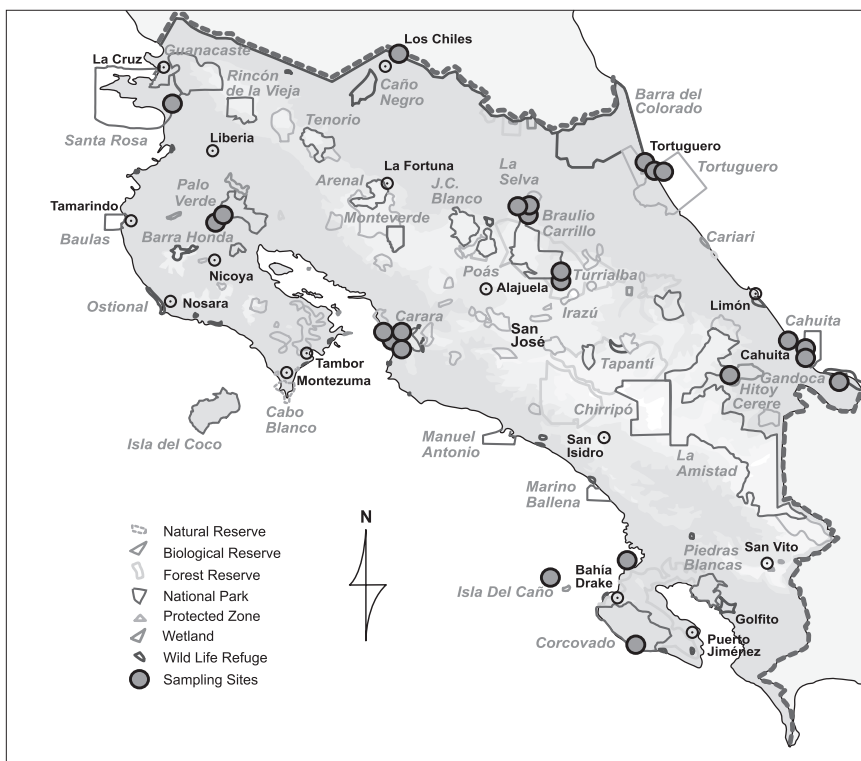 Los Chiles
Guanacaste
La Cruz
Rincón
de la Vieja
Caño
Negro
Barra del
Colorado
Santa Rosa
Tenorio
Liberia
Tortuguero
Tortuguero
La Fortuna
La
Selva
Arenal
J.C.
Blanco
Palo
Verde
Tamarindo
Monteverde
Braulio
Carrillo
Baulas
Barra Honda
Cariari
Nicoya
Poás
Turrialba
Alajuela
Ostional
Nosara
Limón
Irazú
Carara
Cahuita
San
José
Cahuita
Tambor
Tapantí
Montezuma
Gandoca
Hitoy
Cerere
Cabo
Blanco
Chirripó
Isla del Coco
Manuel
Antonio
San
Isidro
La
Amistad
Marino
Ballena
N
Natural Reserve
Biological Reserve
Forest Reserve
National Park
Protected Zone
Wetland
Wild Life Refuge
Sampling Sites
Piedras
Blancas
San Vito
Bahía
Drake
Isla Del Caño
Golfito
Corcovado
Puerto
Jiménez